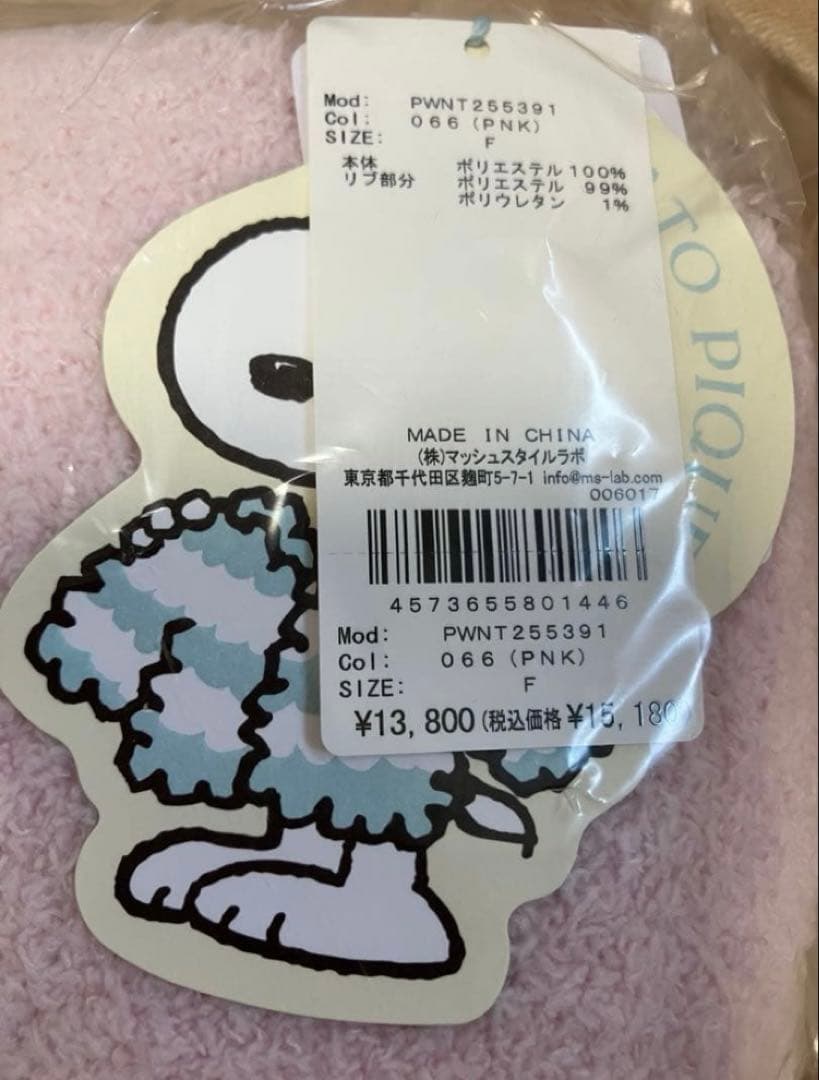 Mod: PWNT255391
Col: 066 (PNK)
SIZE: F
本体 ポリエステル 100%
リブ部分 ポリエステル 99%
ポリウレタン 1%
TO PIQUE
MADE IN CHINA
(株)マッシュスタイルラボ
東京都千代田区麹町5-7-1 info@ms-lab.com
006017
4573655801446
Mod: PWNT255391
Col: 066 (PNK)
SIZE: F
¥13,800(税込価格¥15,180)